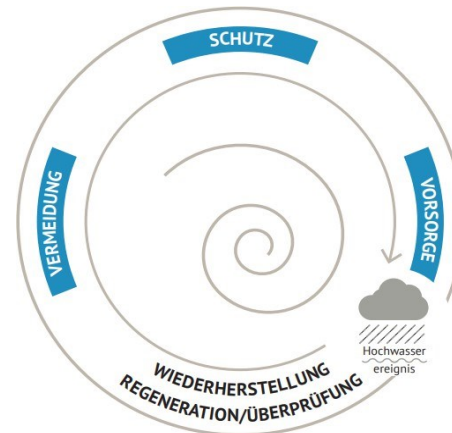 SCHUTZ
VERMEIDUNG
VORSORGE
Hochwasser
ereignis
WIEDERHERSTELLUNG
REGENERATION/ÜBERPRÜFUNG